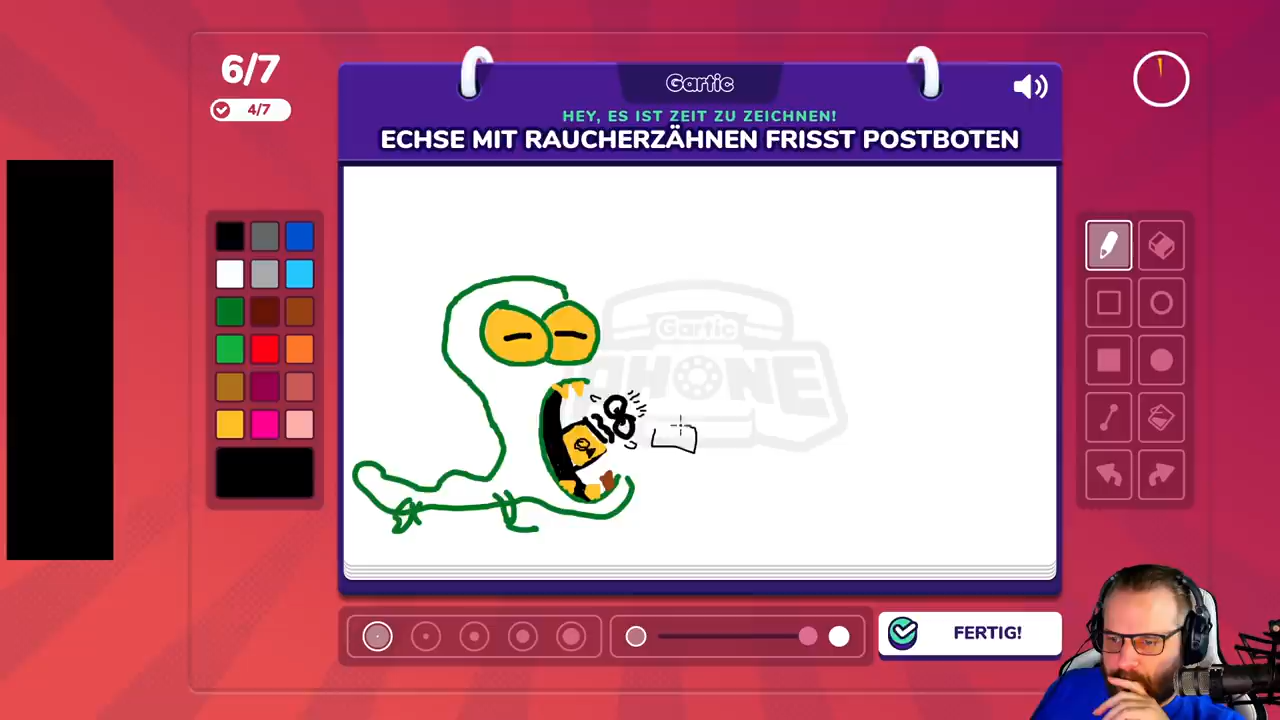 6/7
4/7
Gartic
HEY, ES IST ZEIT ZU ZEICHNEN!
ECHSE MIT RAUCHERZÄHNEN FRISST POSTBOTEN
Gartic
PHONE
FERTIG!